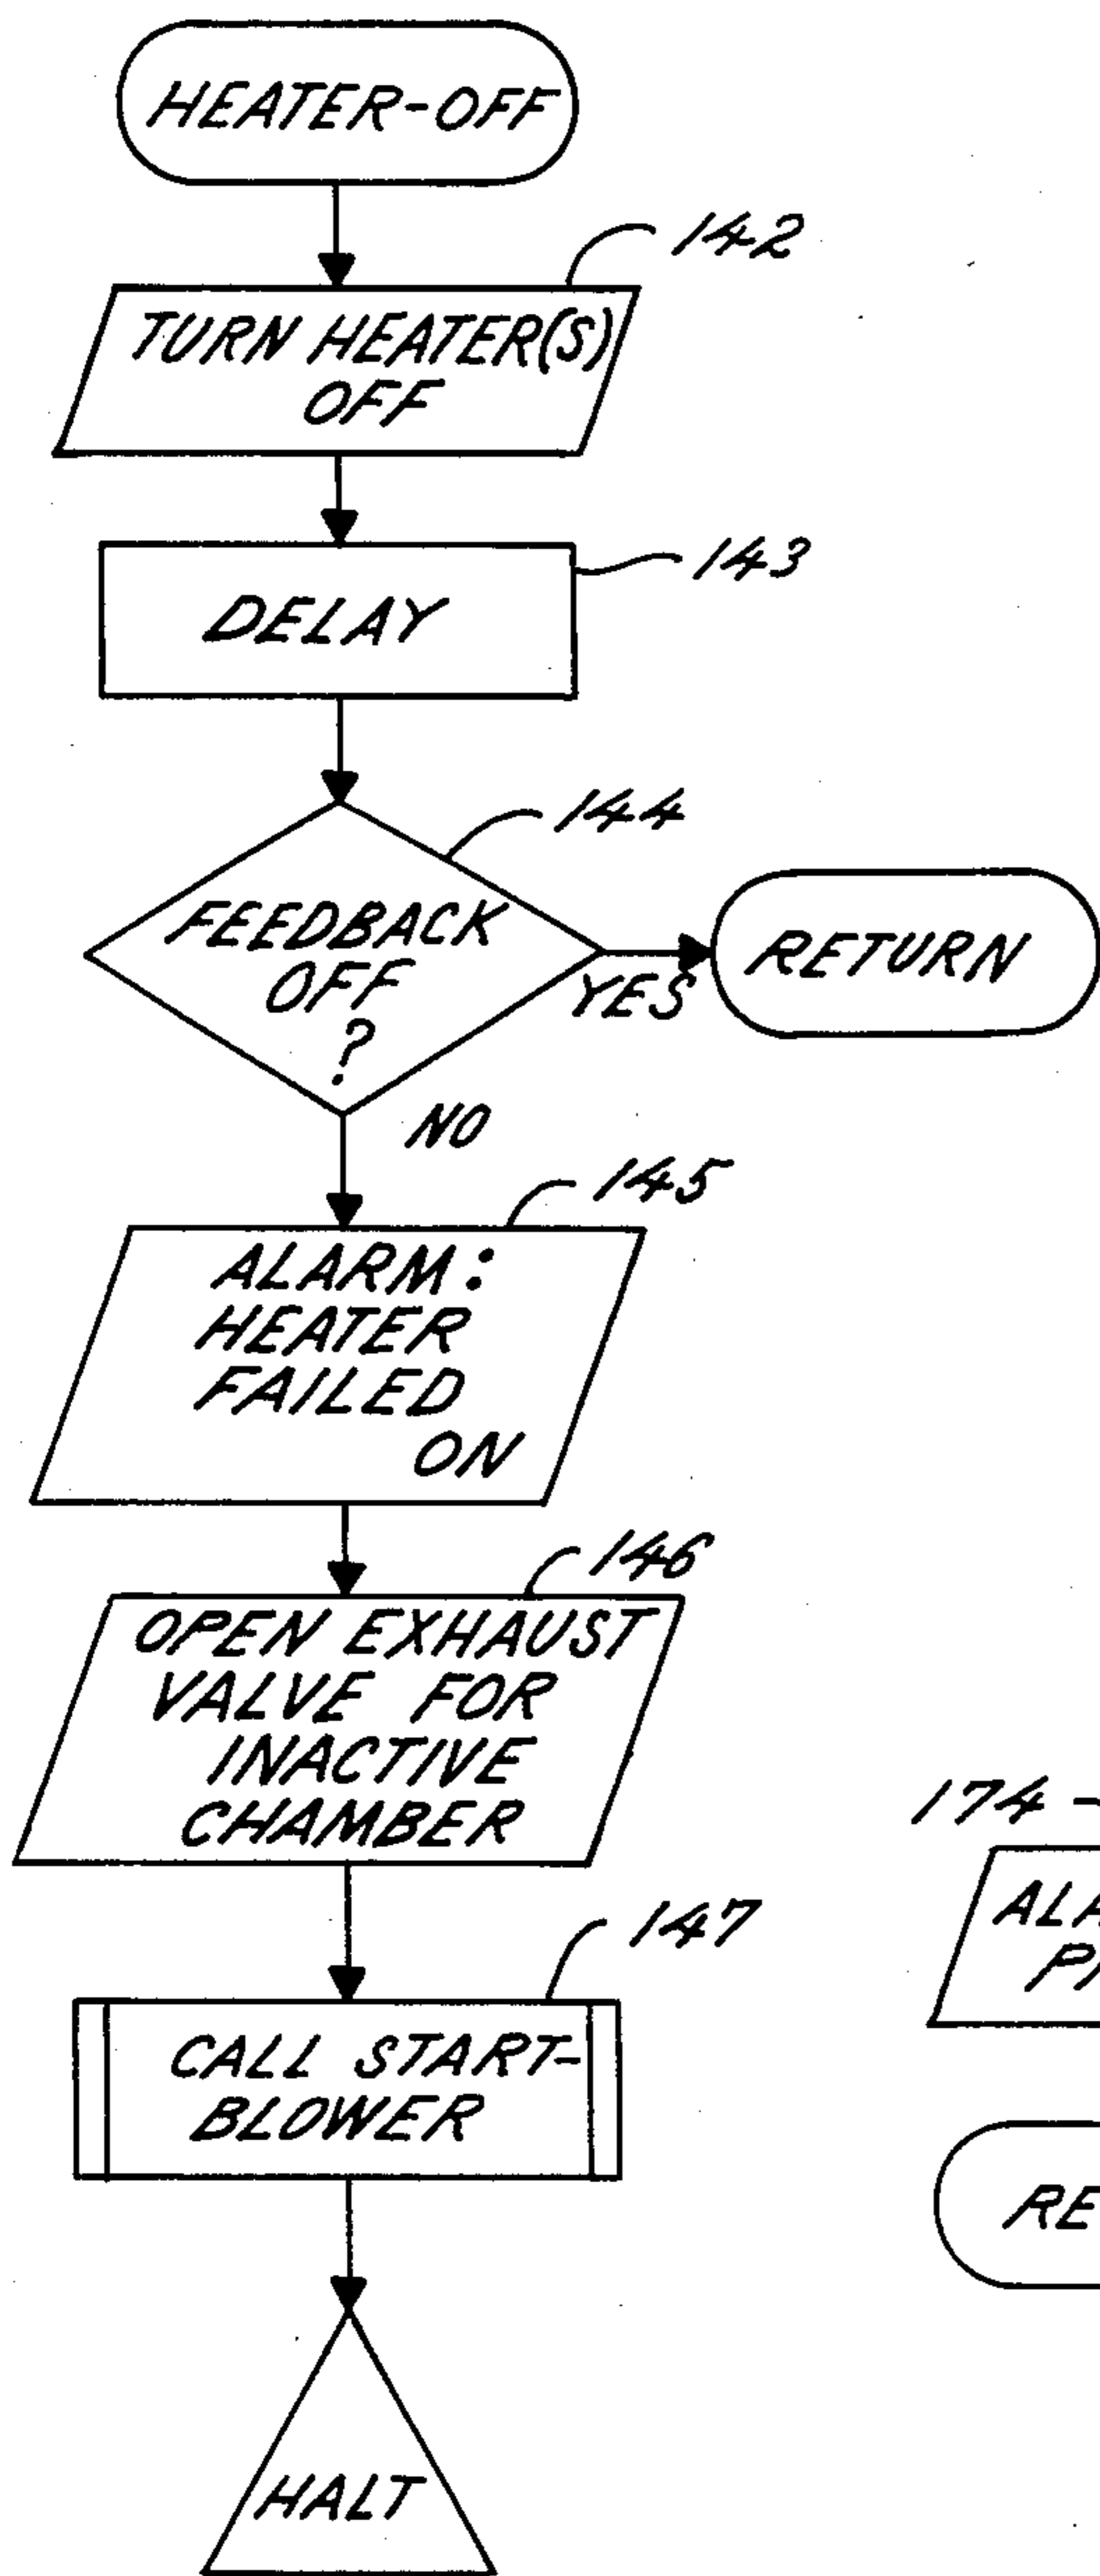 HEATER-OFF
142
TURN HEATER(S)
OFF
143
DELAY
144
FEEDBACK
OFF
?
YES
RETURN
NO
145
ALARM:
HEATER
FAILED
ON
146
OPEN EXHAUST
VALVE FOR
INACTIVE
CHAMBER
147
CALL START-
BLOWER
HALT
174